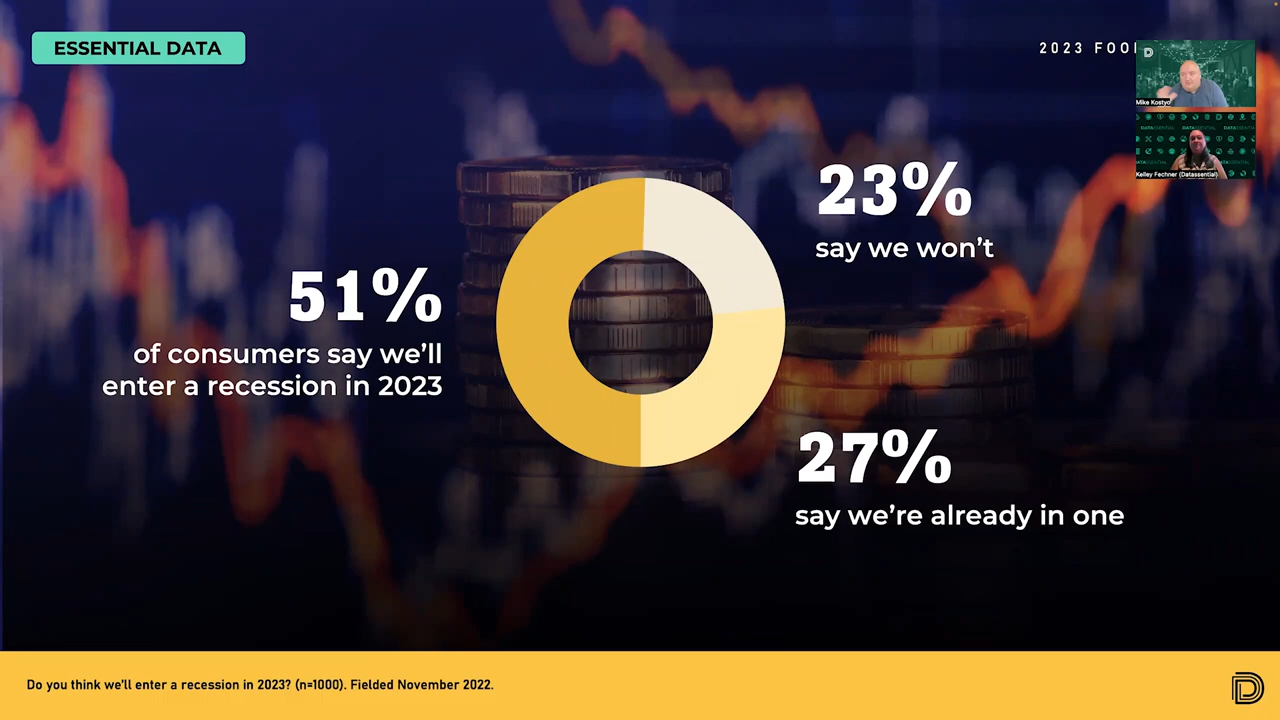 ESSENTIAL DATA
2023 FOO
Mike Kostyo
DATASSENTIAL
Kelley Fechner (Datassential)
23%
say we won't
51%
of consumers say we'll
enter a recession in 2023
27%
say we're already in one
Do you think we'll enter a recession in 2023? (n=1000). Fielded November 2022.